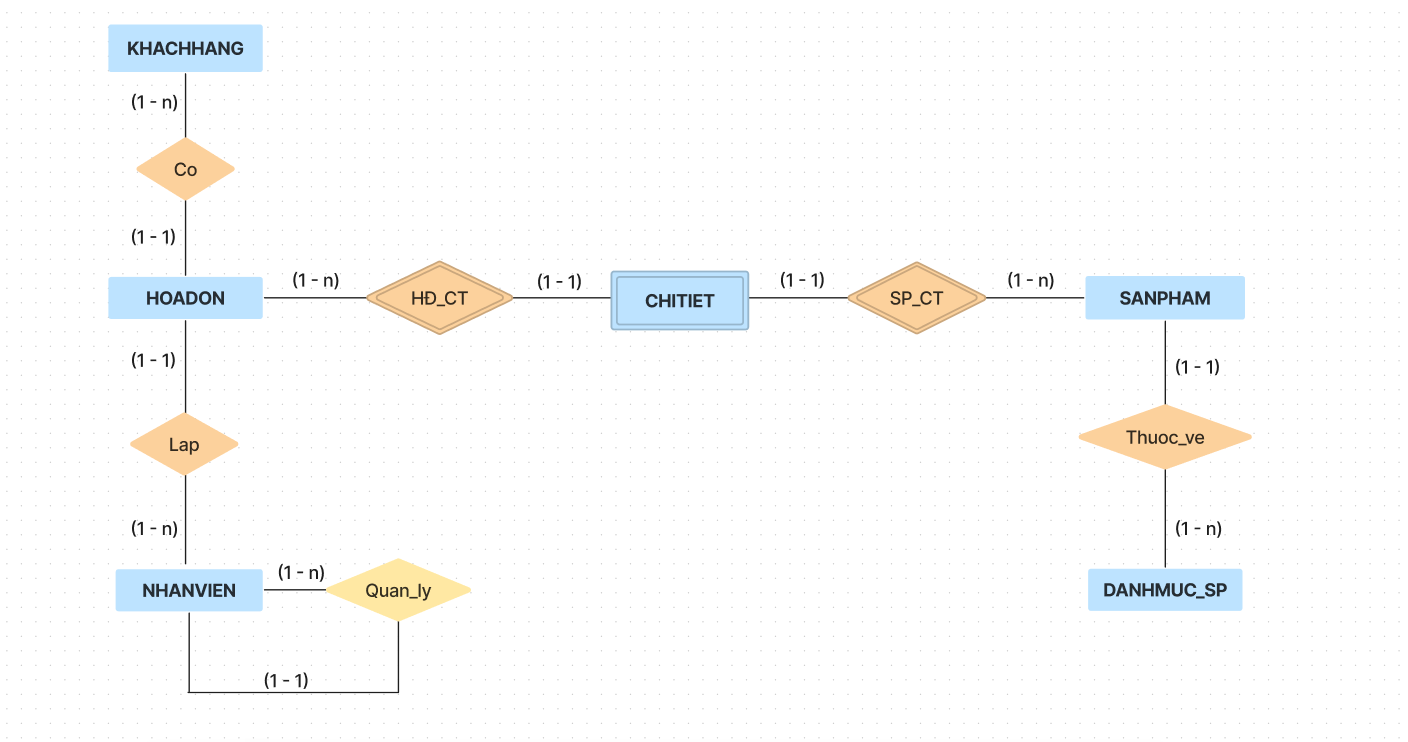 KHACHHANG
(1 - n)
Co
(1 - 1)
HOADON
(1 - n)
HĐ_CT
(1 - 1)
CHITIET
(1 - 1)
SP_CT
(1 - n)
SANPHAM
(1 - 1)
Lap
(1 - n)
NHANVIEN
(1 - n)
Quan_ly
(1 - 1)
(1 - 1)
Thuoc_ve
(1 - n)
DANHMUC_SP